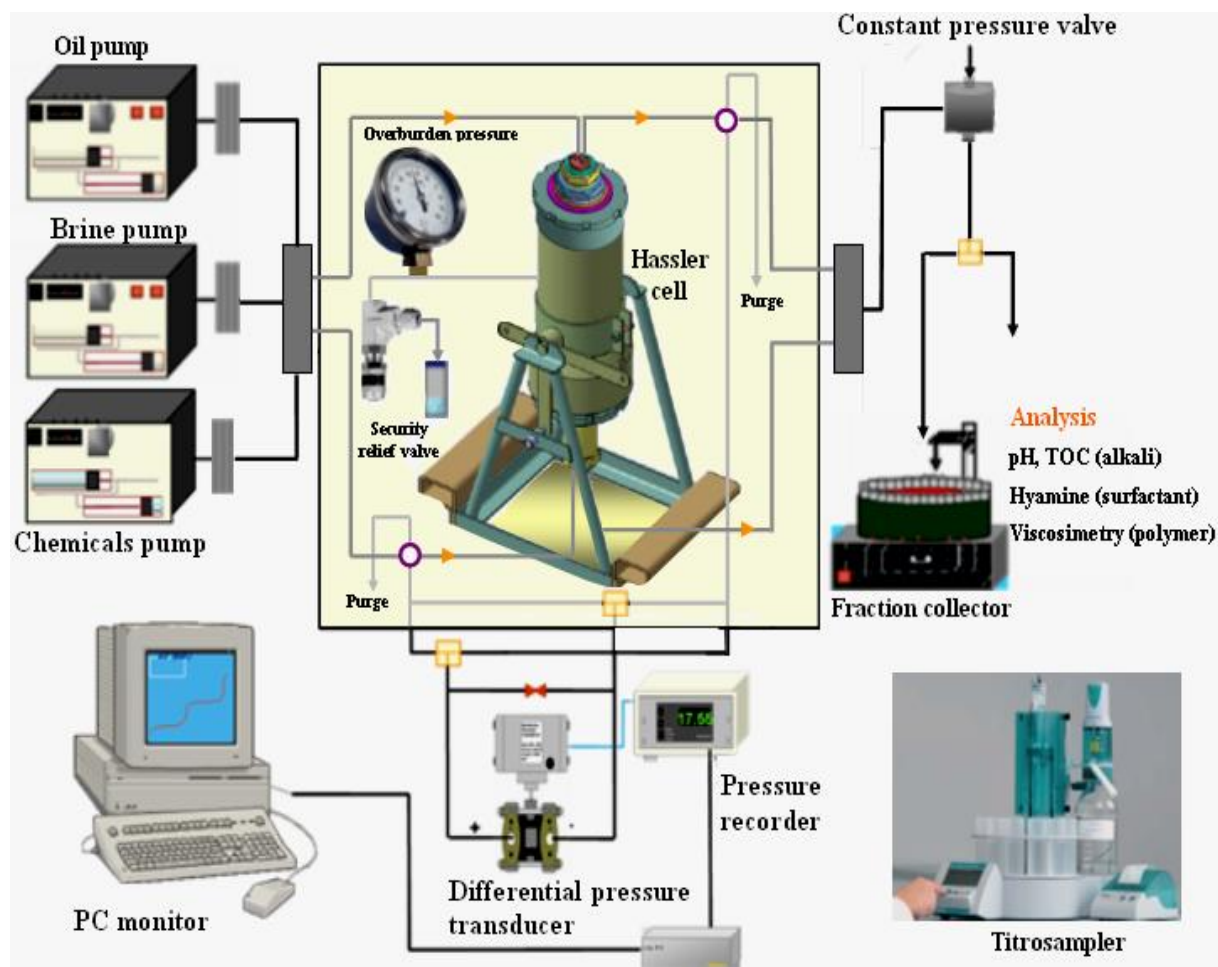 Oil pump
Constant pressure valve
Overburden pressure
Brine pump
Hassler
cell
Purge
Security
relief valve
Analysis
pH, TOC (alkali)
Hyamine (surfactant)
Viscosimetry (polymer)
Chemicals pump
Purge
Fraction collector
17.56
+
-
Pressure
recorder
Differential pressure
transducer
PC monitor
Titrosampler